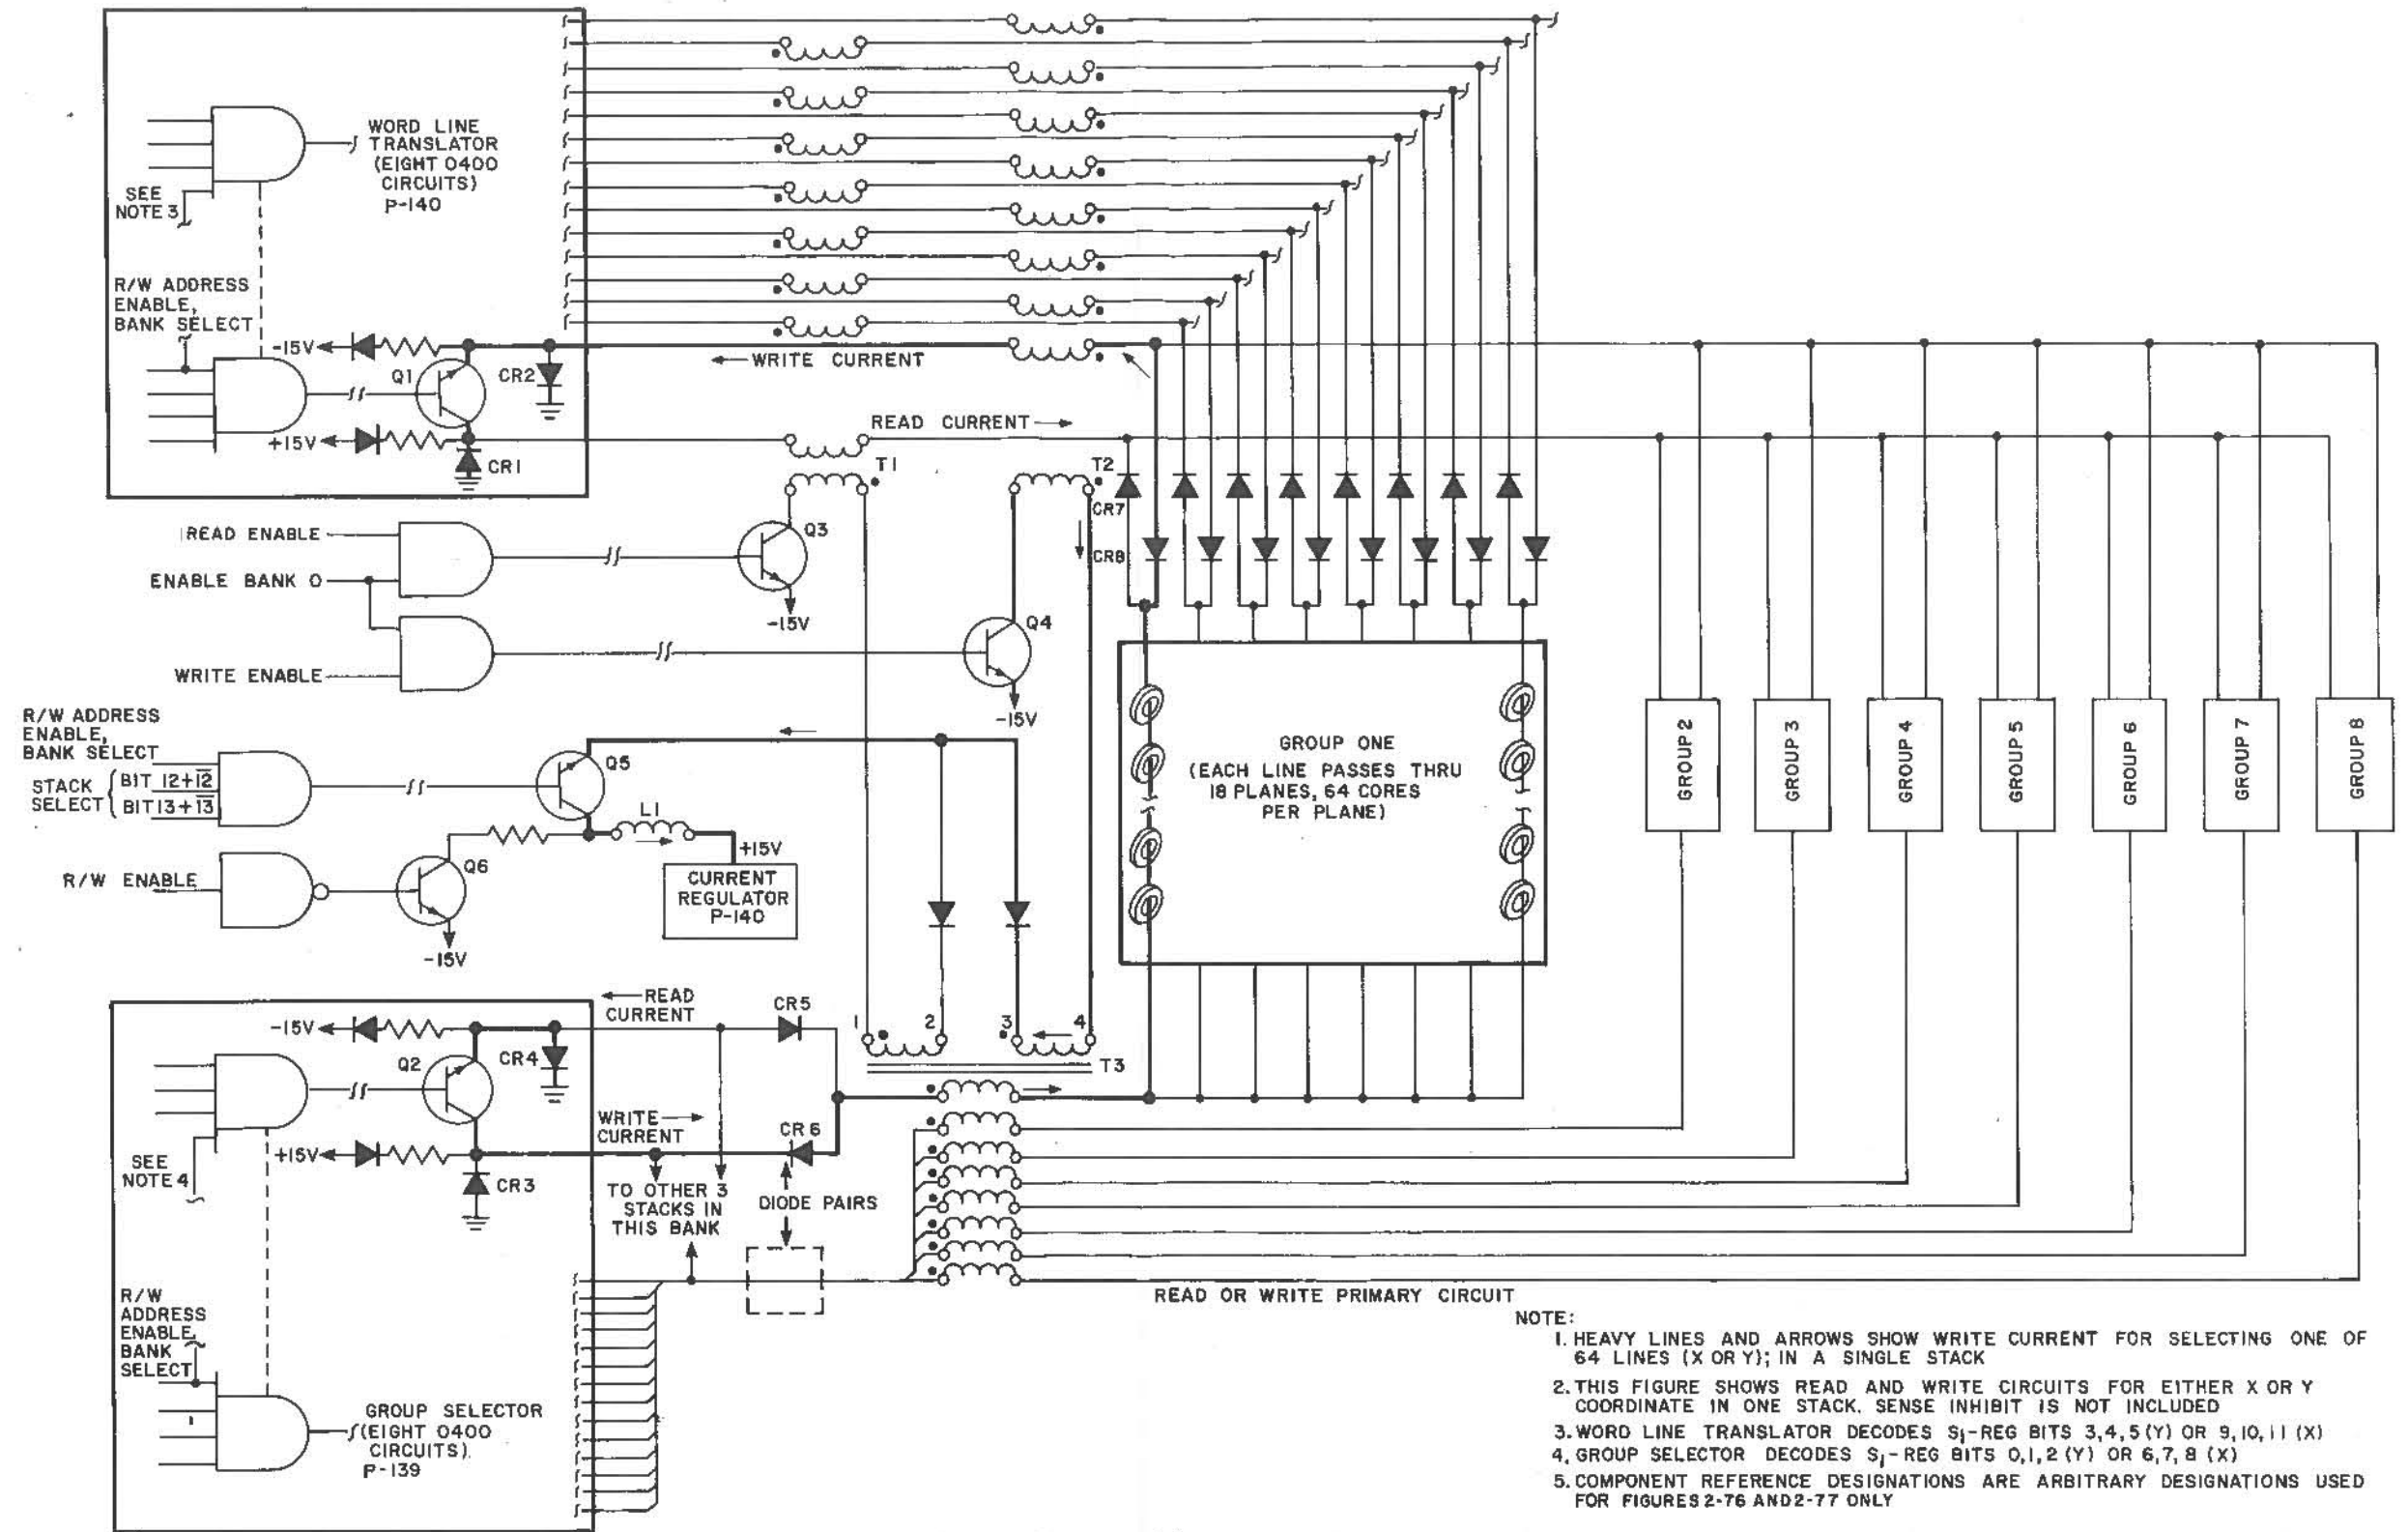 WORD LINE
TRANSLATOR
(EIGHT 0400
CIRCUITS)
P-140
SEE
NOTE 3
R/W ADDRESS
ENABLE,
BANK SELECT
-15V
Q1
CR2
+15V
CR1
WRITE CURRENT
READ CURRENT
T1
T2
CR7
CR8
READ ENABLE
ENABLE BANK 0
WRITE ENABLE
Q3
-15V
Q4
-15V
R/W ADDRESS
ENABLE,
BANK SELECT
STACK
SELECT
BIT 12+1̅2̅
BIT 13+1̅3̅
Q5
L1
+15V
CURRENT
REGULATOR
P-140
R/W ENABLE
Q6
-15V
GROUP ONE
(EACH LINE PASSES THRU
18 PLANES, 64 CORES
PER PLANE)
GROUP 2
GROUP 3
GROUP 4
GROUP 5
GROUP 6
GROUP 7
GROUP 8
READ
CURRENT
CR5
1
2
3
4
T3
-15V
Q2
CR4
WRITE
CURRENT
CR6
+15V
CR3
SEE
NOTE 4
TO OTHER 3
STACKS IN
THIS BANK
DIODE PAIRS
R/W
ADDRESS
ENABLE,
BANK
SELECT
GROUP SELECTOR
(EIGHT 0400
CIRCUITS)
P-139
READ OR WRITE PRIMARY CIRCUIT
NOTE:
1. HEAVY LINES AND ARROWS SHOW WRITE CURRENT FOR SELECTING ONE OF
64 LINES (X OR Y); IN A SINGLE STACK
2. THIS FIGURE SHOWS READ AND WRITE CIRCUITS FOR EITHER X OR Y
COORDINATE IN ONE STACK. SENSE INHIBIT IS NOT INCLUDED
3. WORD LINE TRANSLATOR DECODES S₁-REG BITS 3,4,5 (Y) OR 9,10,11 (X)
4. GROUP SELECTOR DECODES S₁-REG BITS 0,1,2 (Y) OR 6,7,8 (X)
5. COMPONENT REFERENCE DESIGNATIONS ARE ARBITRARY DESIGNATIONS USED
FOR FIGURES 2-76 AND 2-77 ONLY